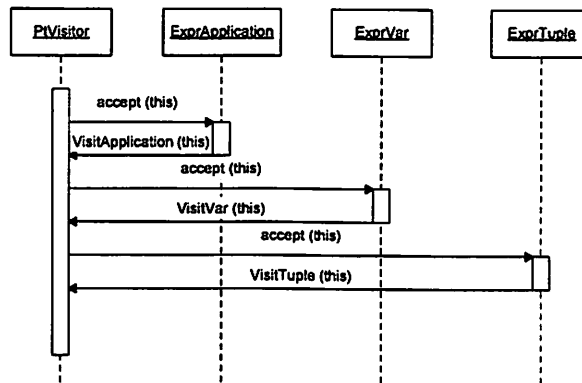 PtVisitor
ExprApplication
ExprVar
ExprTuple
accept (this)
VisitApplication (this)
accept (this)
VisitVar (this)
accept (this)
VisitTuple (this)